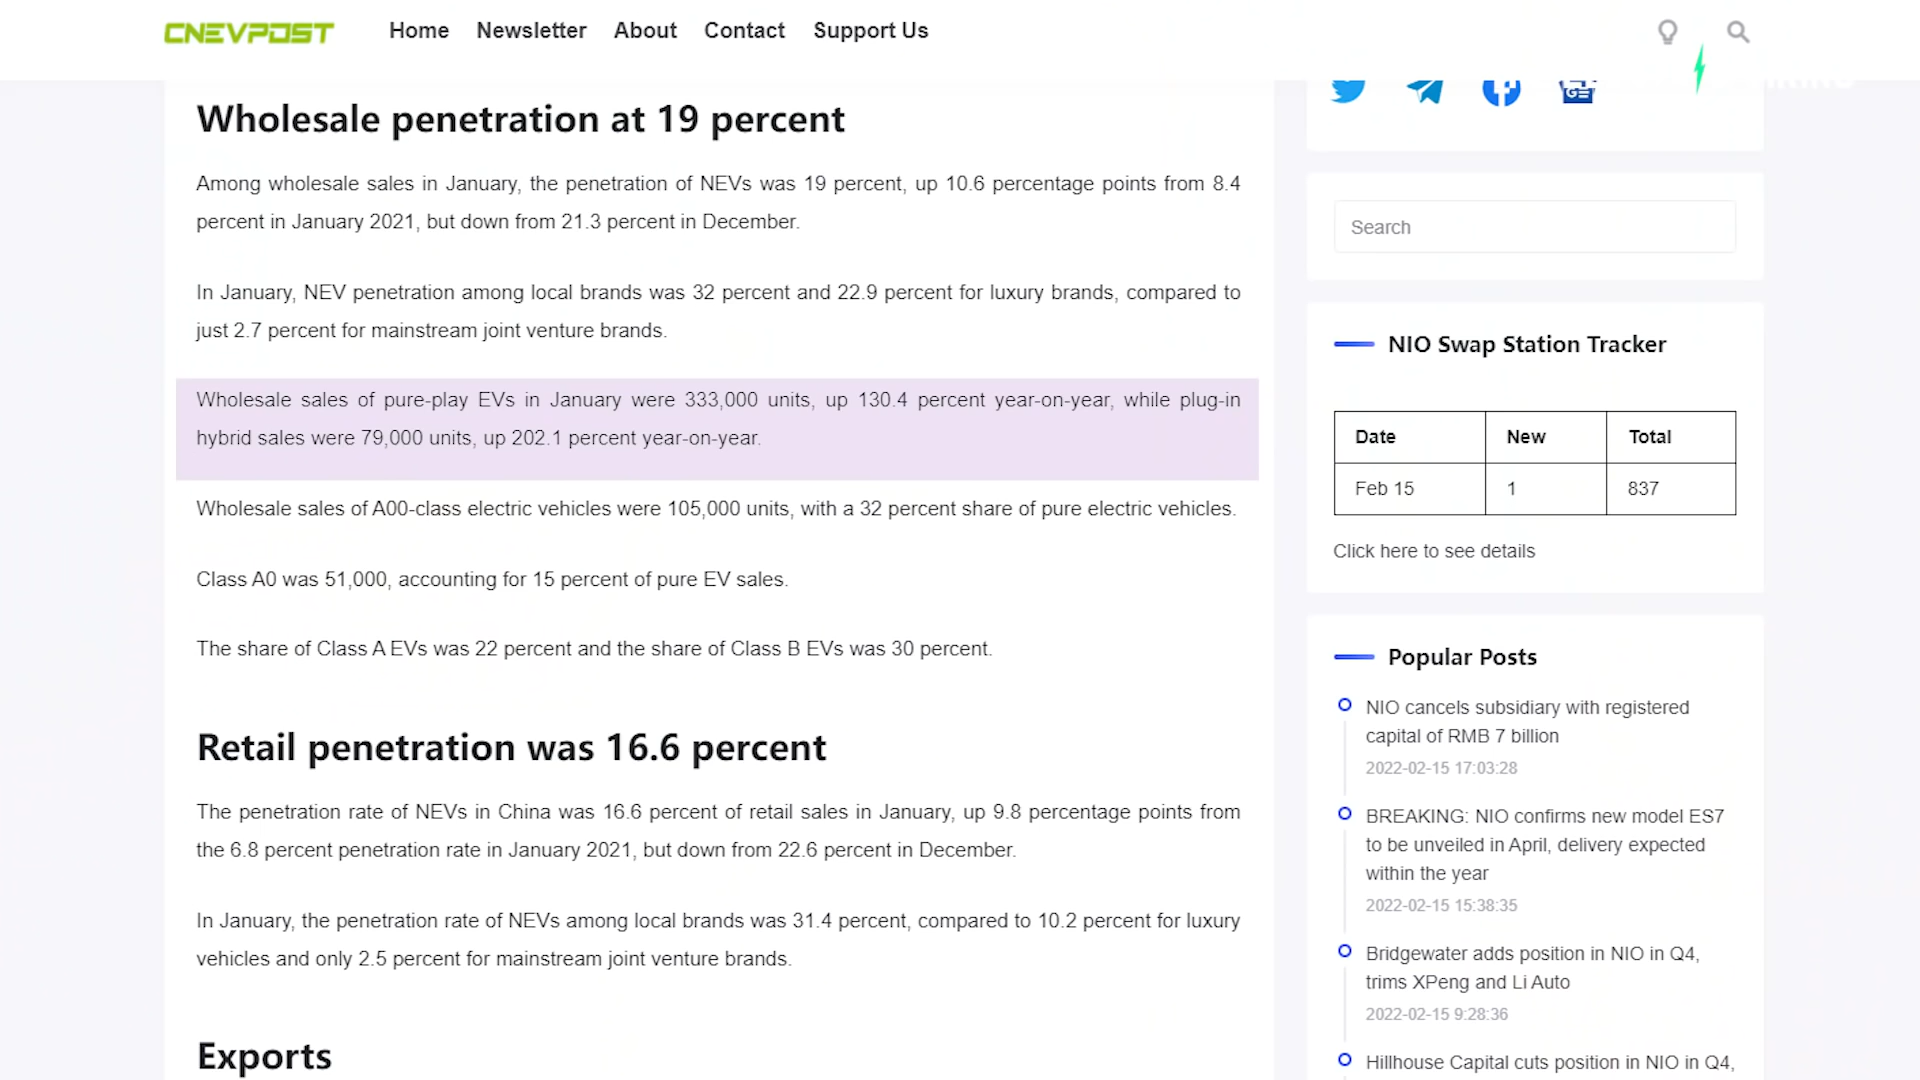 CNEVPOST
Home Newsletter About Contact Support Us
Wholesale penetration at 19 percent
Among wholesale sales in January, the penetration of NEVs was 19 percent, up 10.6 percentage points from 8.4
percent in January 2021, but down from 21.3 percent in December.
In January, NEV penetration among local brands was 32 percent and 22.9 percent for luxury brands, compared to
just 2.7 percent for mainstream joint venture brands.
Wholesale sales of pure-play EVs in January were 333,000 units, up 130.4 percent year-on-year, while plug-in
hybrid sales were 79,000 units, up 202.1 percent year-on-year.
Wholesale sales of A00-class electric vehicles were 105,000 units, with a 32 percent share of pure electric vehicles.
Class A0 was 51,000, accounting for 15 percent of pure EV sales.
The share of Class A EVs was 22 percent and the share of Class B EVs was 30 percent.
Retail penetration was 16.6 percent
The penetration rate of NEVs in China was 16.6 percent of retail sales in January, up 9.8 percentage points from
the 6.8 percent penetration rate in January 2021, but down from 22.6 percent in December.
In January, the penetration rate of NEVs among local brands was 31.4 percent, compared to 10.2 percent for luxury
vehicles and only 2.5 percent for mainstream joint venture brands.
Exports
Search
NIO Swap Station Tracker
Date New Total
Feb 15 1 837
Click here to see details
Popular Posts
NIO cancels subsidiary with registered
capital of RMB 7 billion
2022-02-15 17:03:28
BREAKING: NIO confirms new model ES7
to be unveiled in April, delivery expected
within the year
2022-02-15 15:38:35
Bridgewater adds position in NIO in Q4,
trims XPeng and Li Auto
2022-02-15 9:28:36
Hillhouse Capital cuts position in NIO in Q4,